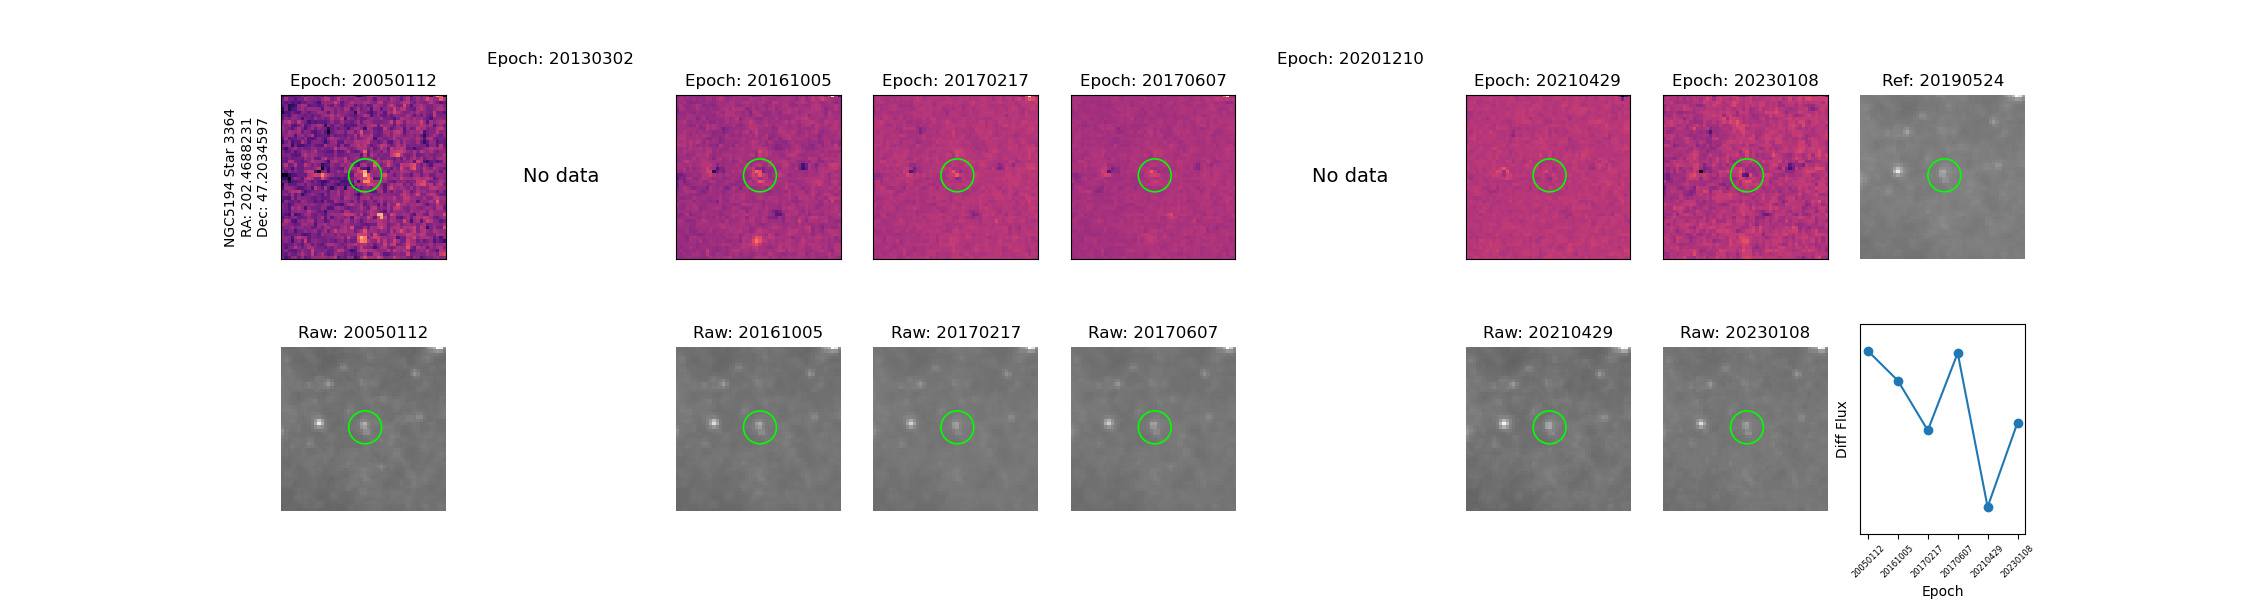 Epoch: 20130302
Epoch: 20201210
Epoch: 20050112
Epoch: 20161005
Epoch: 20170217
Epoch: 20170607
Epoch: 20210429
Epoch: 20230108
Ref: 20190524
NGC5194 Star 3364
RA: 202.4688231
Dec: 47.2034597
No data
No data
Raw: 20050112
Raw: 20161005
Raw: 20170217
Raw: 20170607
Raw: 20210429
Raw: 20230108
Diff Flux
20050112
20161005
20170217
20170607
20210429
20230108
Epoch